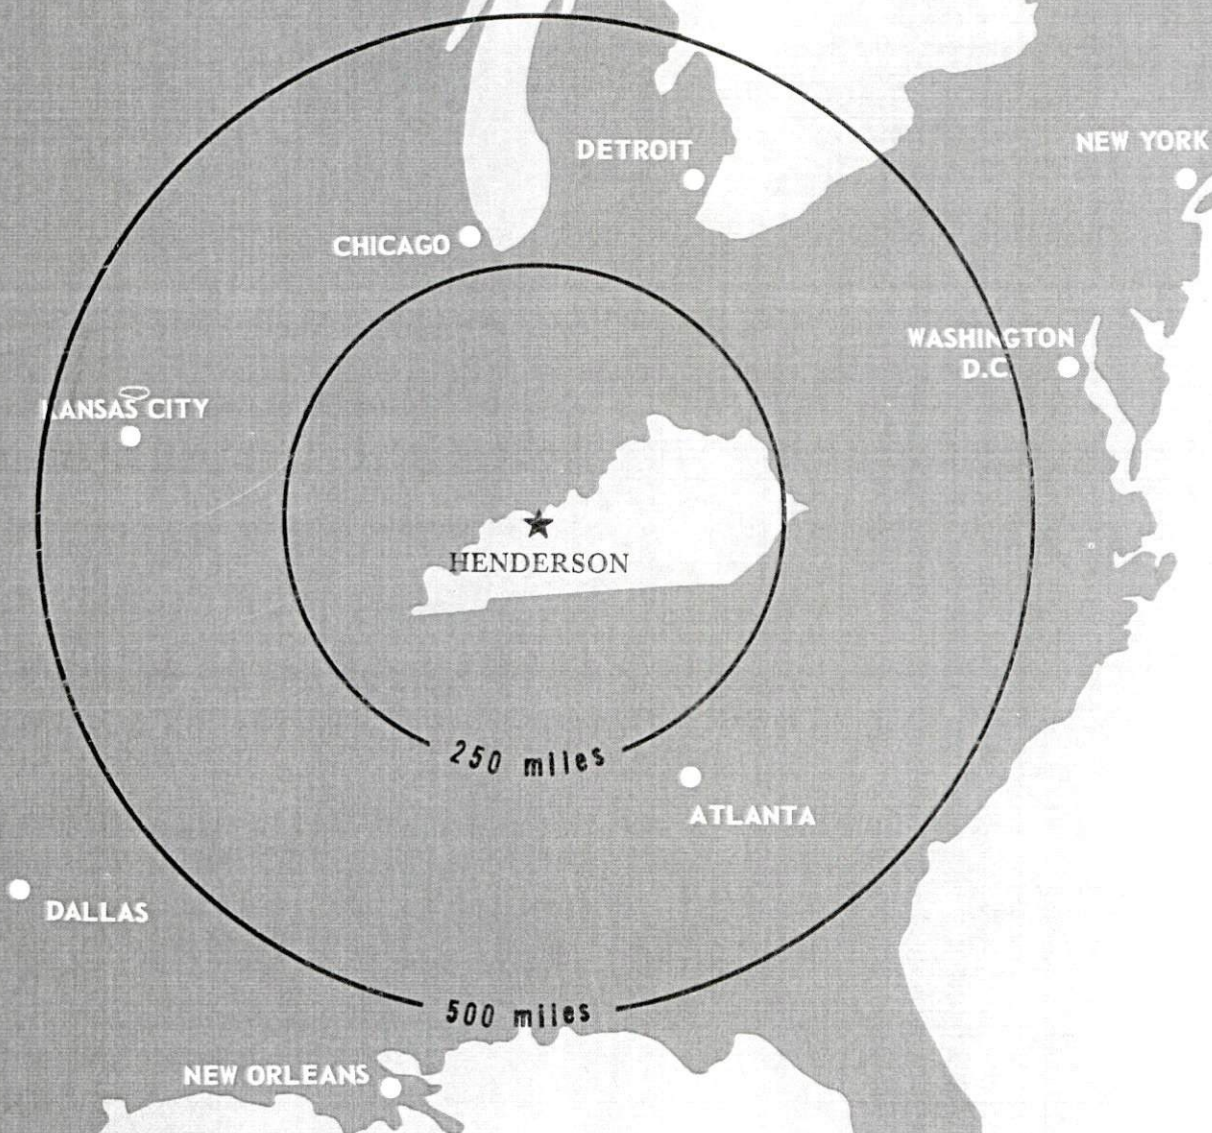 DETROIT
NEW YORK
CHICAGO
WASHINGTON
D.C.
KANSAS CITY
HENDERSON
250 miles
ATLANTA
DALLAS
500 miles
NEW ORLEANS